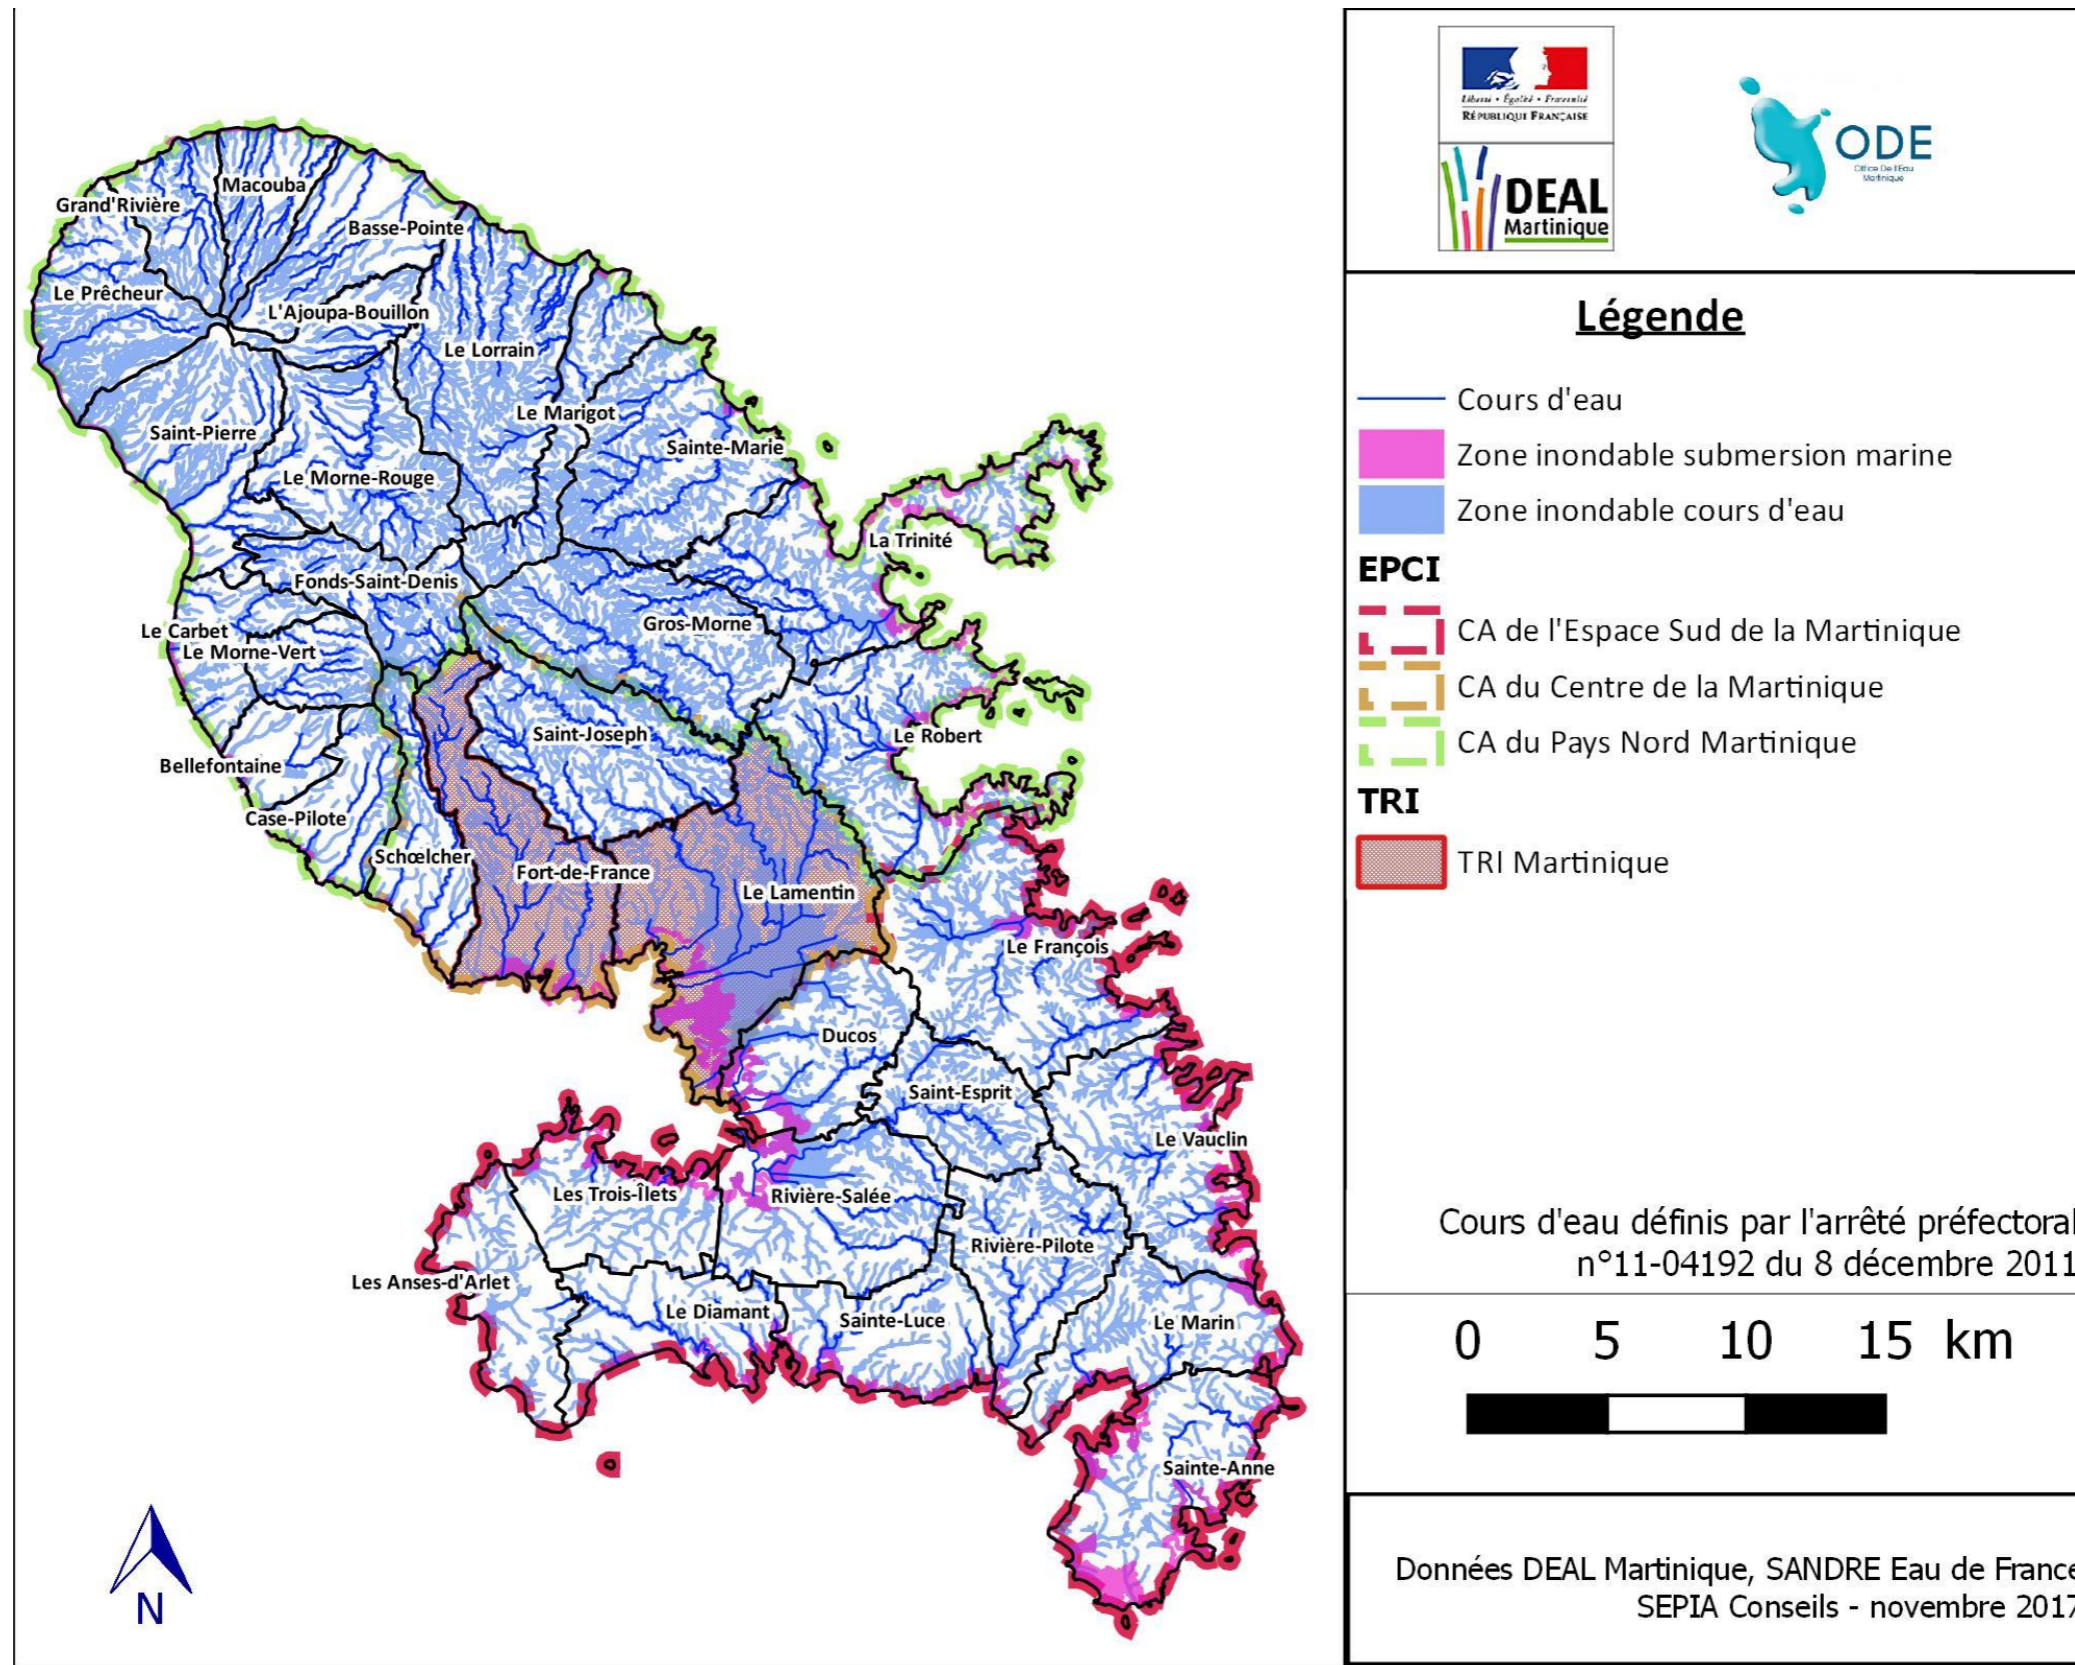 Macouba
Grand'Rivière
Basse-Pointe
Le Prêcheur
L'Ajoupa-Bouillon
Le Lorrain
Le Marigot
Saint-Pierre
Sainte-Marie
Le Morne-Rouge
La Trinité
Fonds-Saint-Denis
Gros-Morne
Le Carbet
Le Morne-Vert
Saint-Joseph
Le Robert
Bellefontaine
Case-Pilote
Schœlcher
Fort-de-France
Le Lamentin
Le François
Ducos
Saint-Esprit
Le Vauclin
Les Trois-Îlets
Rivière-Salée
Rivière-Pilote
Les Anses-d'Arlet
Le Diamant
Sainte-Luce
Le Marin
Sainte-Anne
N
Liberté • Égalité • Fraternité
RÉPUBLIQUE FRANÇAISE
DEAL
Martinique
ODE
Office De l'Eau
Martinique
Légende
Cours d'eau
Zone inondable submersion marine
Zone inondable cours d'eau
EPCI
CA de l'Espace Sud de la Martinique
CA du Centre de la Martinique
CA du Pays Nord Martinique
TRI
TRI Martinique
Cours d'eau définis par l'arrêté préfectoral
n°11-04192 du 8 décembre 2011
0 5 10 15 km
Données DEAL Martinique, SANDRE Eau de France
SEPIA Conseils - novembre 2017